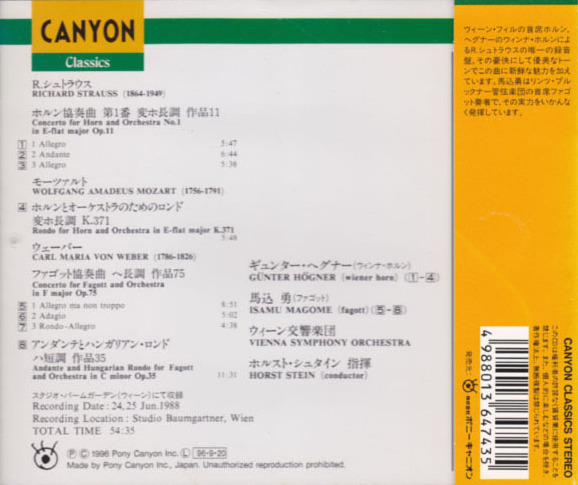 CANYON
Classics
R.シュトラウス
RICHARD STRAUSS (1864-1949)
ホルン協奏曲 第1番 変ホ長調 作品11
Concerto for Horn and Orchestra No.1
in E-flat major Op.11
1 1 Allegro 5:47
2 2 Andante 6:44
3 3 Allegro 5:38
モーツァルト
WOLFGANG AMADEUS MOZART (1756-1791)
4 ホルンとオーケストラのためのロンド
変ホ長調 K.371
Rondo for Horn and Orchestra in E-flat major K.371
5:48
ウェーバー
CARL MARIA VON WEBER (1786-1826)
ファゴット協奏曲 ヘ長調 作品75
Concerto for Fagott and Orchestra
in F major Op.75
5 1 Allegro ma non troppo 8:51
6 2 Adagio 5:02
7 3 Rondo-Allegro 4:38
8 アンダンテとハンガリアン・ロンド
ハ短調 作品35
Andante and Hungarian Rondo for Fagott
and Orchestra in C minor Op.35 11:31
スタジオ・バームガーデン(ウィーン)にて収録
Recording Date : 24,25 Jun.1988
Recording Location : Studio Baumgartner, Wien
TOTAL TIME 54:35
ギュンター・ヘグナー(ウィンナ・ホルン)
GÜNTER HÖGNER (wiener horn) (1-4)
馬込 勇(ファゴット)
ISAMU MAGOME (fagott) (5-8)
ウィーン交響楽団
VIENNA SYMPHONY ORCHESTRA
ホルスト・シュタイン 指揮
HORST STEIN (conductor)
Ⓟ Ⓒ 1996 Pony Canyon Inc. Ⓛ 96-9-20
Made by Pony Canyon Inc., Japan. Unauthorized reproduction prohibited.
ウィーン・フィルの首席ホルン、
ヘグナーのウィンナ・ホルンによ
るR.シュトラウスの唯一の録音
盤。その豪快にして優美なトー
ンでこの曲に新鮮な魅力を加え
ています。馬込勇はリンツ・ブ
ルックナー管弦楽団の首席ファゴ
ット奏者で、その実力をいかんな
く発揮しています。
CANYON CLASSICS STEREO
4988013647435
発売元:
株式会社ポニーキャニオン